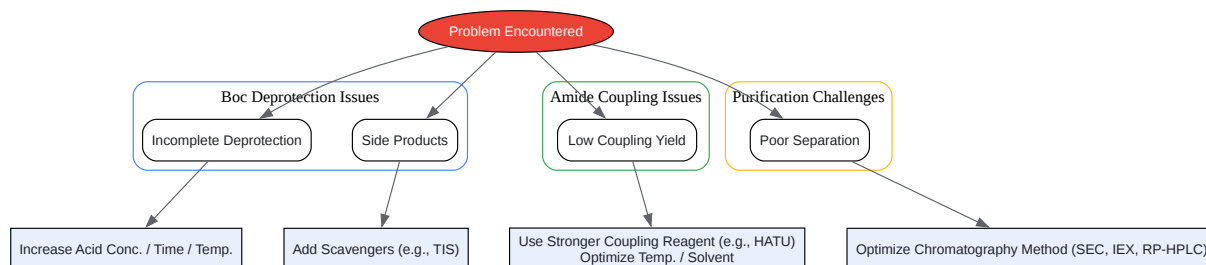 Problem Encountered
Boc Deprotection Issues
Amide Coupling Issues
Purification Challenges
Incomplete Deprotection
Side Products
Low Coupling Yield
Poor Separation
Increase Acid Conc. / Time / Temp.
Add Scavengers (e.g., TIS)
Use Stronger Coupling Reagent (e.g., HATU)
Optimize Temp. / Solvent
Optimize Chromatography Method (SEC, IEX, RP-HPLC)